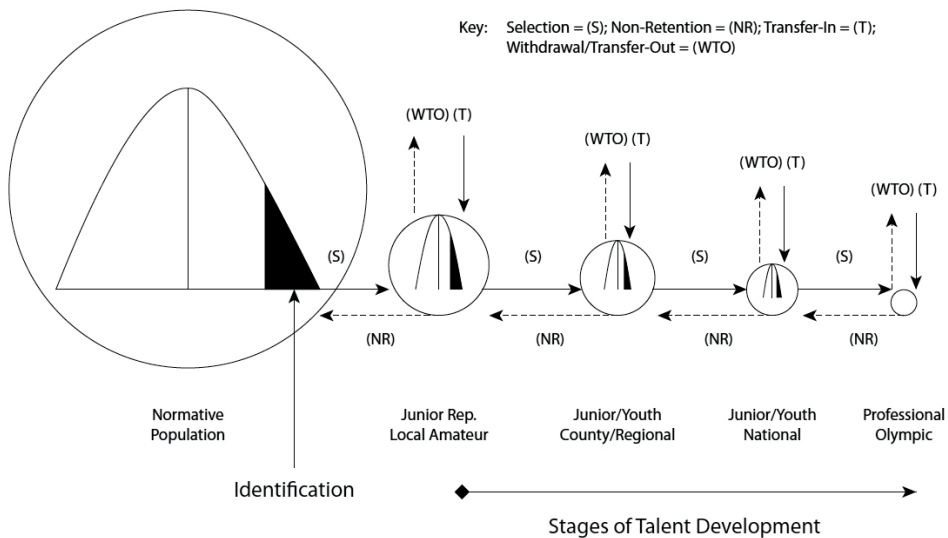 Key: Selection = (S); Non-Retention = (NR); Transfer-In = (T);
Withdrawal/Transfer-Out = (WTO)
(WTO) (T)
(WTO) (T)
(WTO) (T)
(WTO) (T)
(S)
(S)
(S)
(S)
(NR)
(NR)
(NR)
(NR)
Normative
Population
Junior Rep.
Local Amateur
Junior/Youth
County/Regional
Junior/Youth
National
Professional
Olympic
Identification
Stages of Talent Development